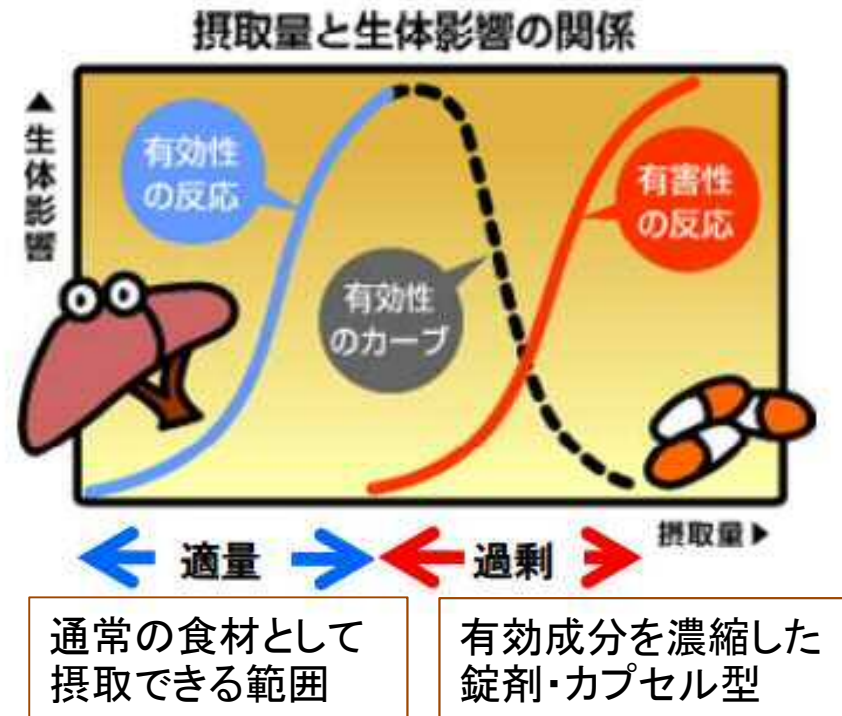 摂取量と生体影響の関係
▲生体影響
有効性
の反応
有害性
の反応
有効性
のカーブ
摂取量▶
適量
過剰
通常の食材として
摂取できる範囲
有効成分を濃縮した
錠剤・カプセル型